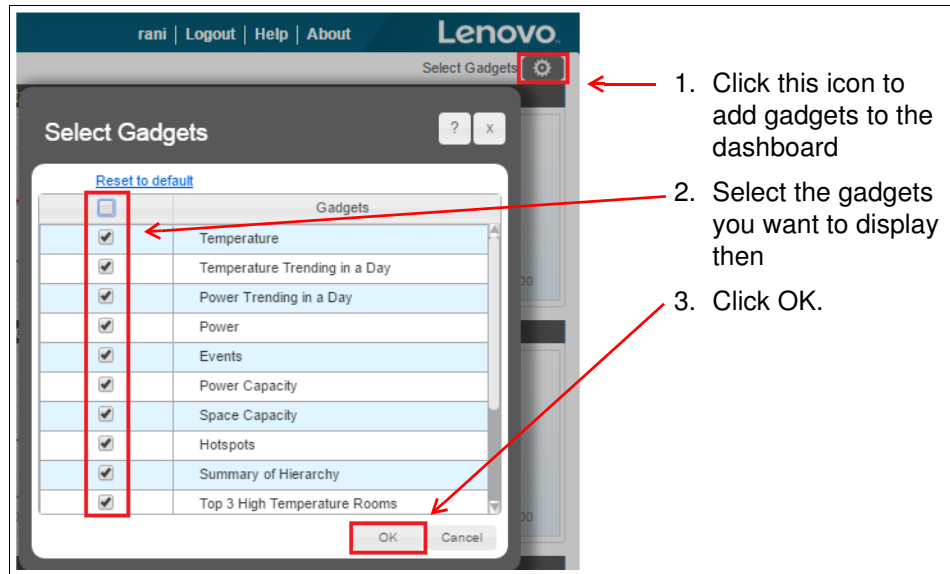 rani | Logout | Help | About
Lenovo
Select Gadgets
Select Gadgets
? x
Reset to default
Gadgets
Temperature
Temperature Trending in a Day
Power Trending in a Day
Power
Events
Power Capacity
Space Capacity
Hotspots
Summary of Hierarchy
Top 3 High Temperature Rooms
OK Cancel
00
00
1. Click this icon to
add gadgets to the
dashboard
2. Select the gadgets
you want to display
then
3. Click OK.